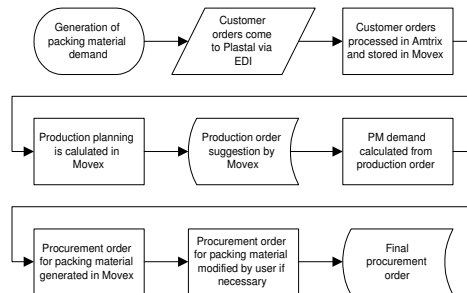 Generation of
packing material
demand
Customer
orders come
to Plastal via
EDI
Customer orders
processed in Amtrix
and stored in Movex
Production planning
is calulated in
Movex
Production order
suggestion by
Movex
PM demand
calculated from
production order
Procurement order
for packing material
generated in Movex
Procurement order
for packing material
modified by user if
necessary
Final
procurement
order